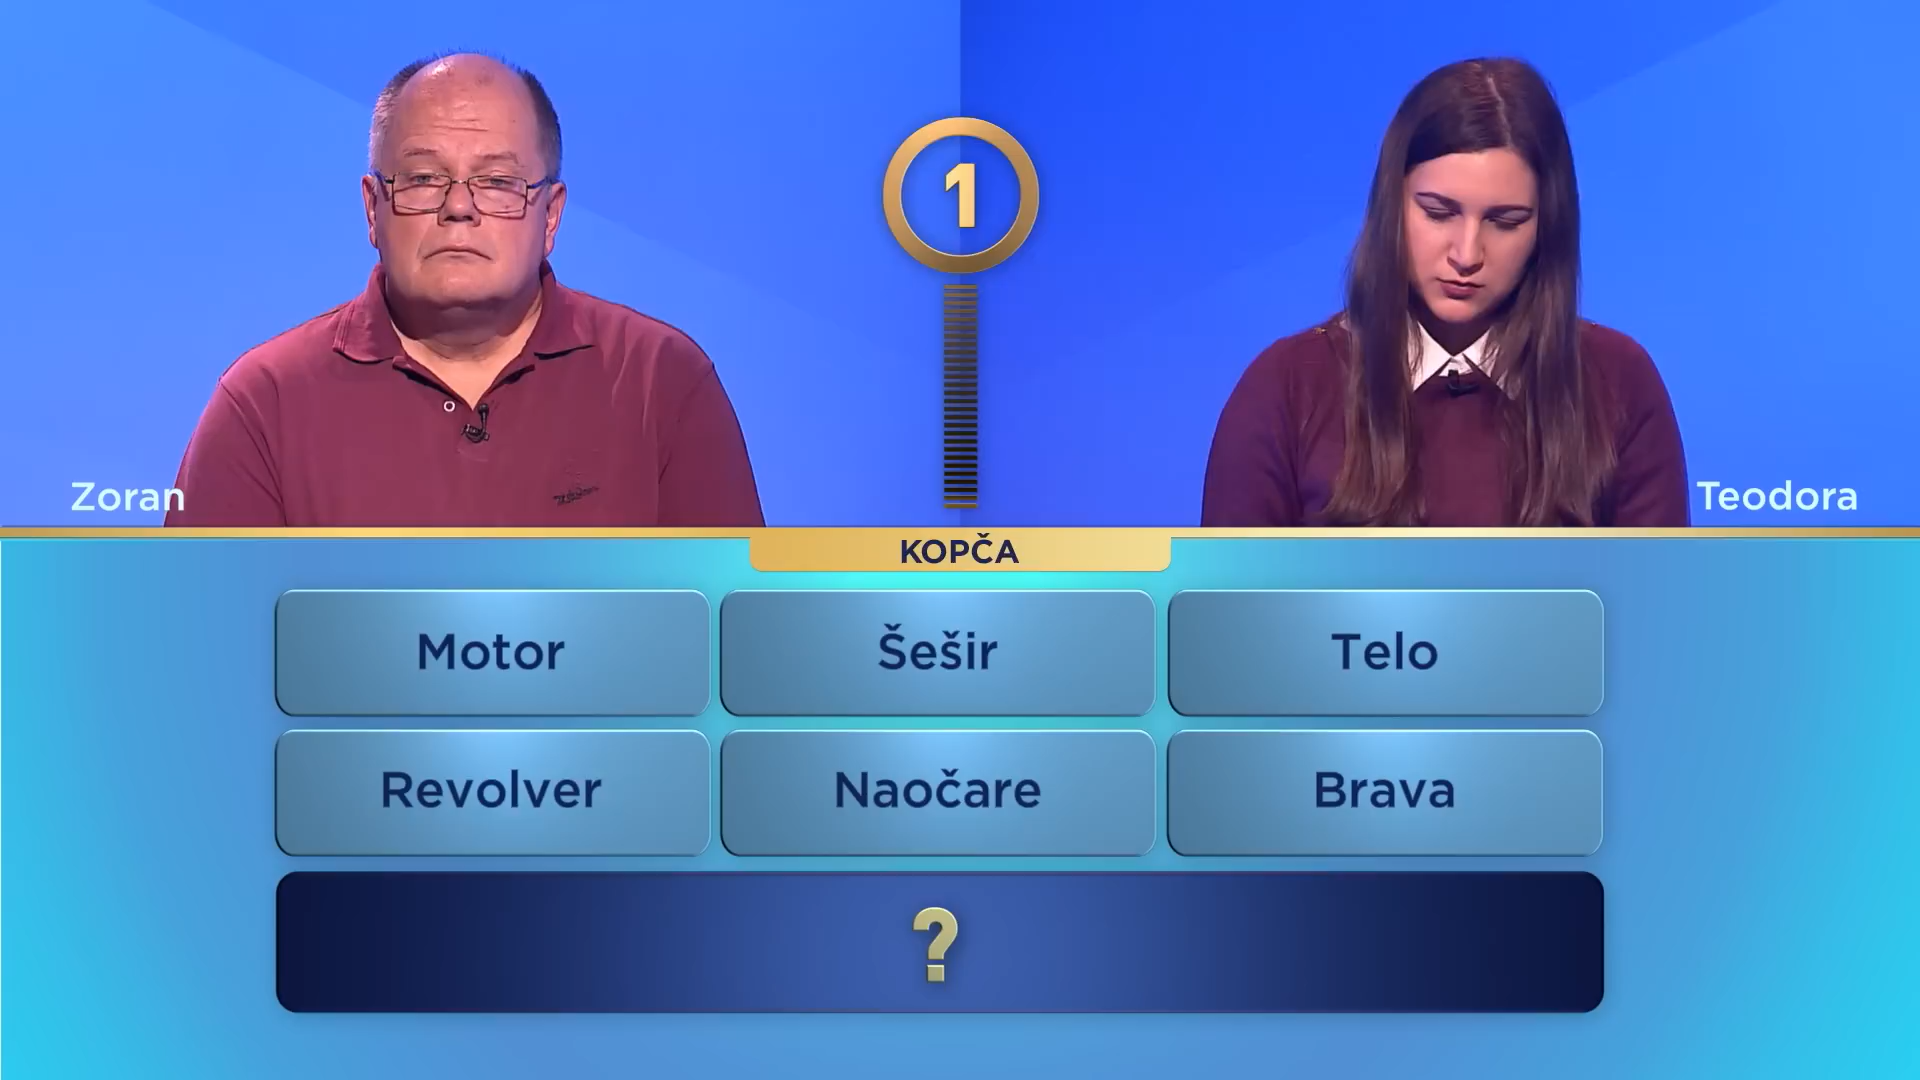 1
Zoran
Teodora
KOPČA
Motor
Šešir
Telo
Revolver
Naočare
Brava
?